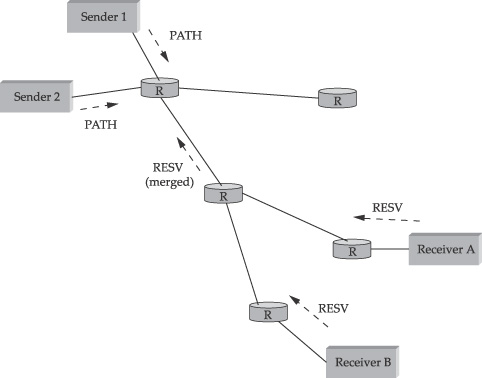 Sender 1
PATH
Sender 2
R
R
PATH
RESV
(merged)
R
RESV
R
Receiver A
RESV
R
Receiver B